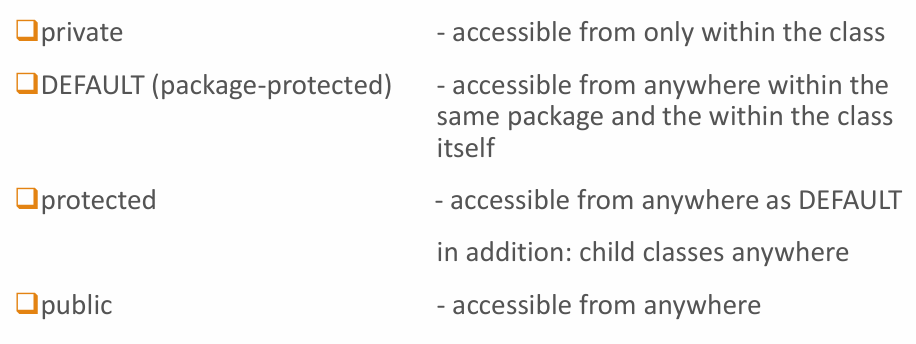 ❑private - accessible from only within the class
❑DEFAULT (package-protected) - accessible from anywhere within the
same package and the within the class
itself
❑protected - accessible from anywhere as DEFAULT
in addition: child classes anywhere
❑public - accessible from anywhere